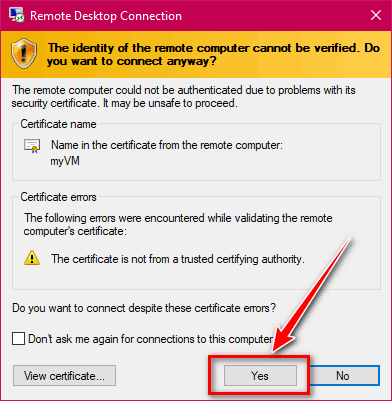 Remote Desktop Connection
The identity of the remote computer cannot be verified. Do
you want to connect anyway?
The remote computer could not be authenticated due to problems with its
security certificate. It may be unsafe to proceed.
Certificate name
Name in the certificate from the remote computer:
myVM
Certificate errors
The following errors were encountered while validating the remote
computer's certificate:
The certificate is not from a trusted certifying authority.
Do you want to connect despite these certificate errors?
Don't ask me again for connections to this computer
View certificate... Yes No